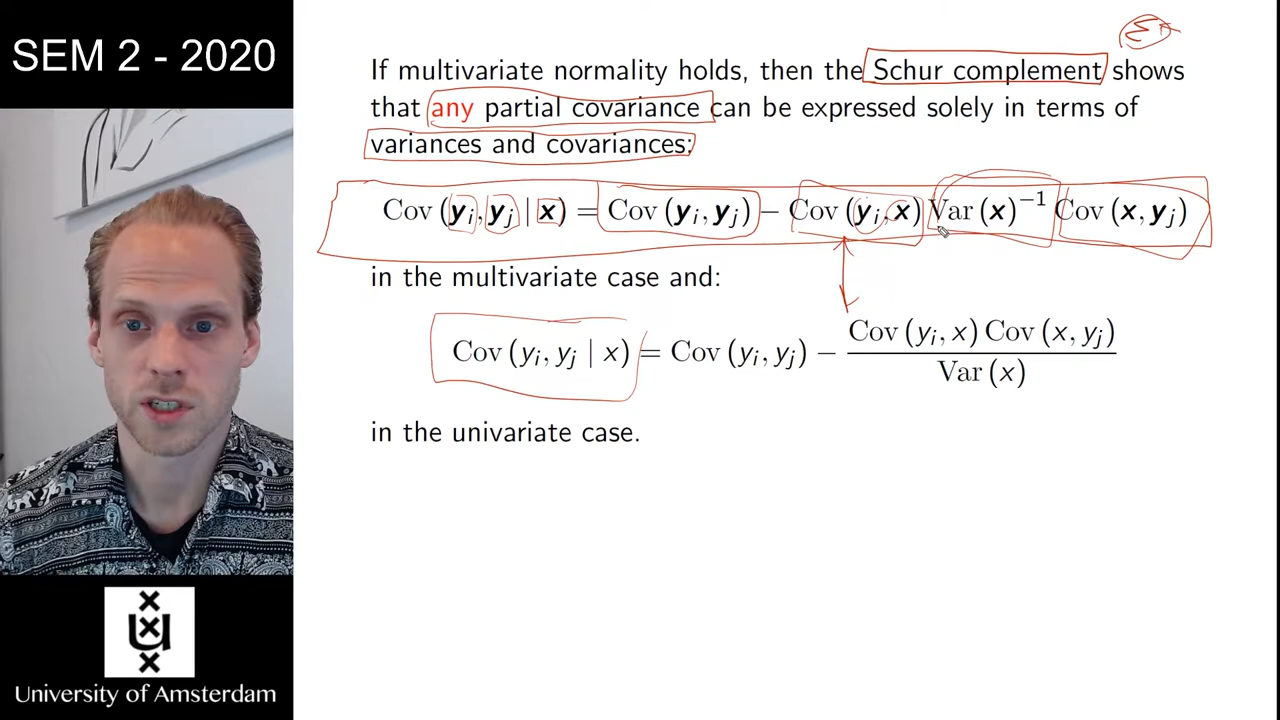 SEM 2 - 2020
If multivariate normality holds, then the Schur complement shows
that any partial covariance can be expressed solely in terms of
variances and covariances:
Cov (y_i, y_j | x) = Cov (y_i, y_j) − Cov (y_i, x) Var (x)^−1 Cov (x, y_j)
in the multivariate case and:
Cov (y_i, y_j | x) = Cov (y_i, y_j) − Cov (y_i, x) Cov (x, y_j) / Var (x)
in the univariate case.
University of Amsterdam